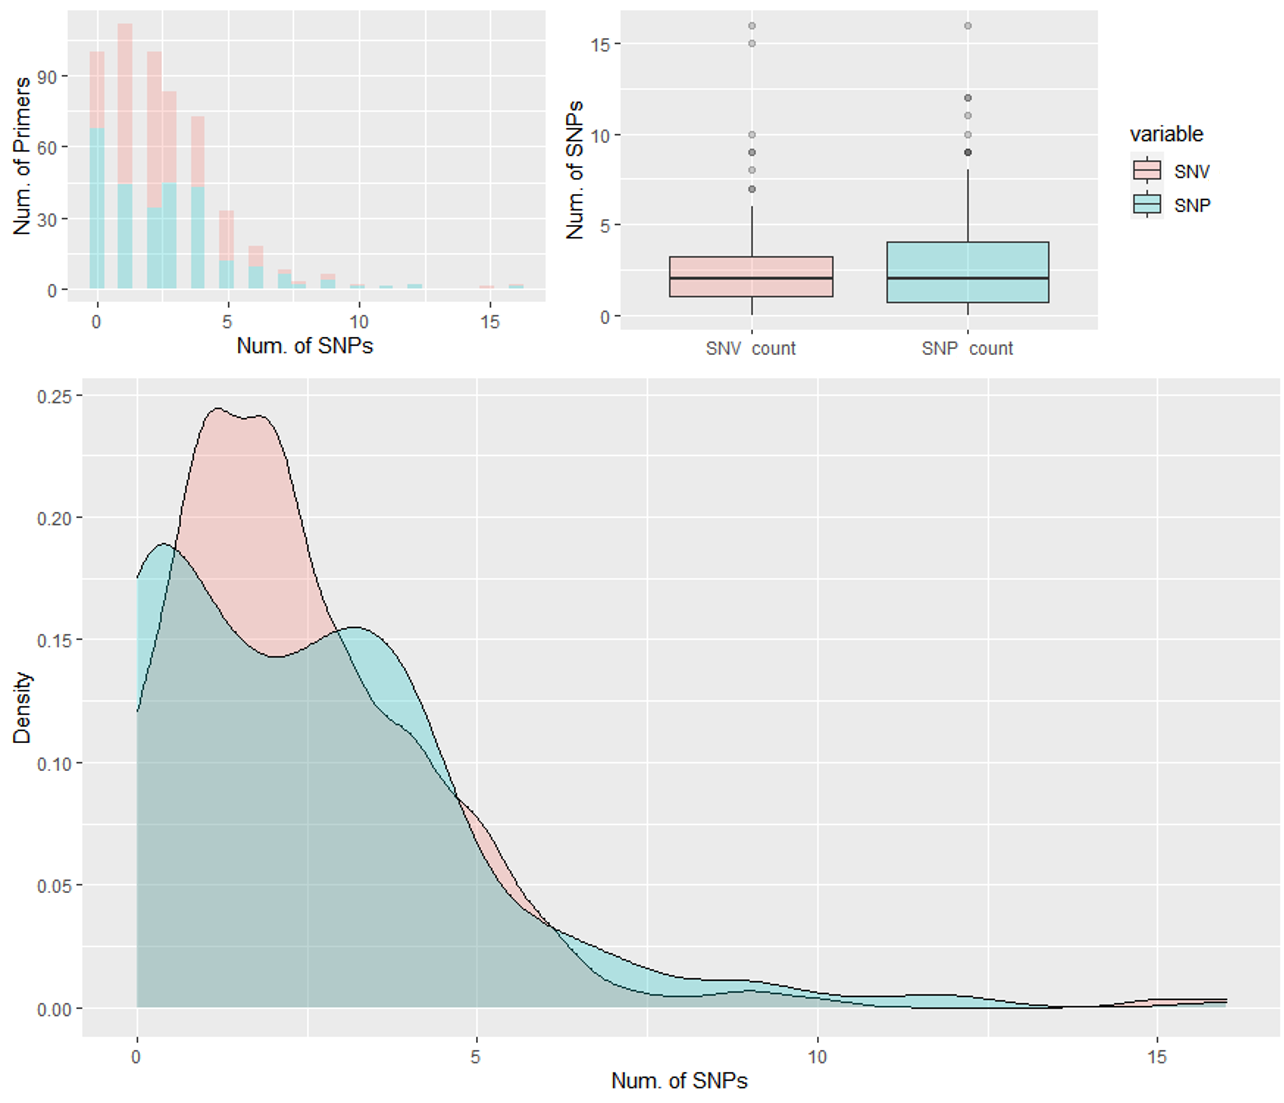 Num. of Primers
90
60
30
0
0 5 10 15
Num. of SNPs
Num. of SNPs
15
10
5
0
SNV count SNP count
variable
SNV
SNP
Density
0.25
0.20
0.15
0.10
0.05
0.00
0 5 10 15
Num. of SNPs